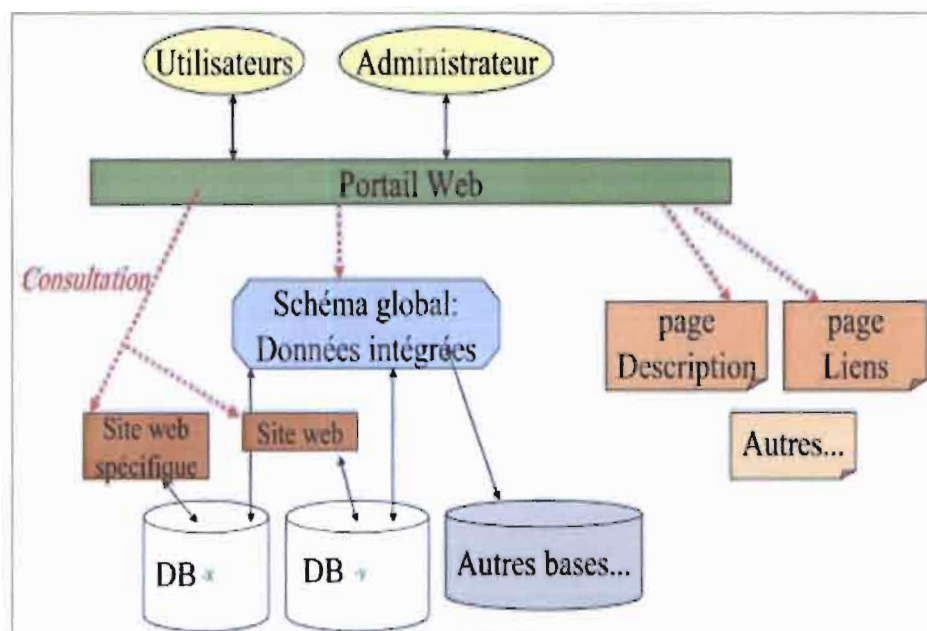 Utilisateurs
Administrateur
Portail Web
Consultation
Schéma global:
Données intégrées
page
Description
page
Liens
Autres...
Site web
spécifique
Site web
DB -x
DB -y
Autres bases...